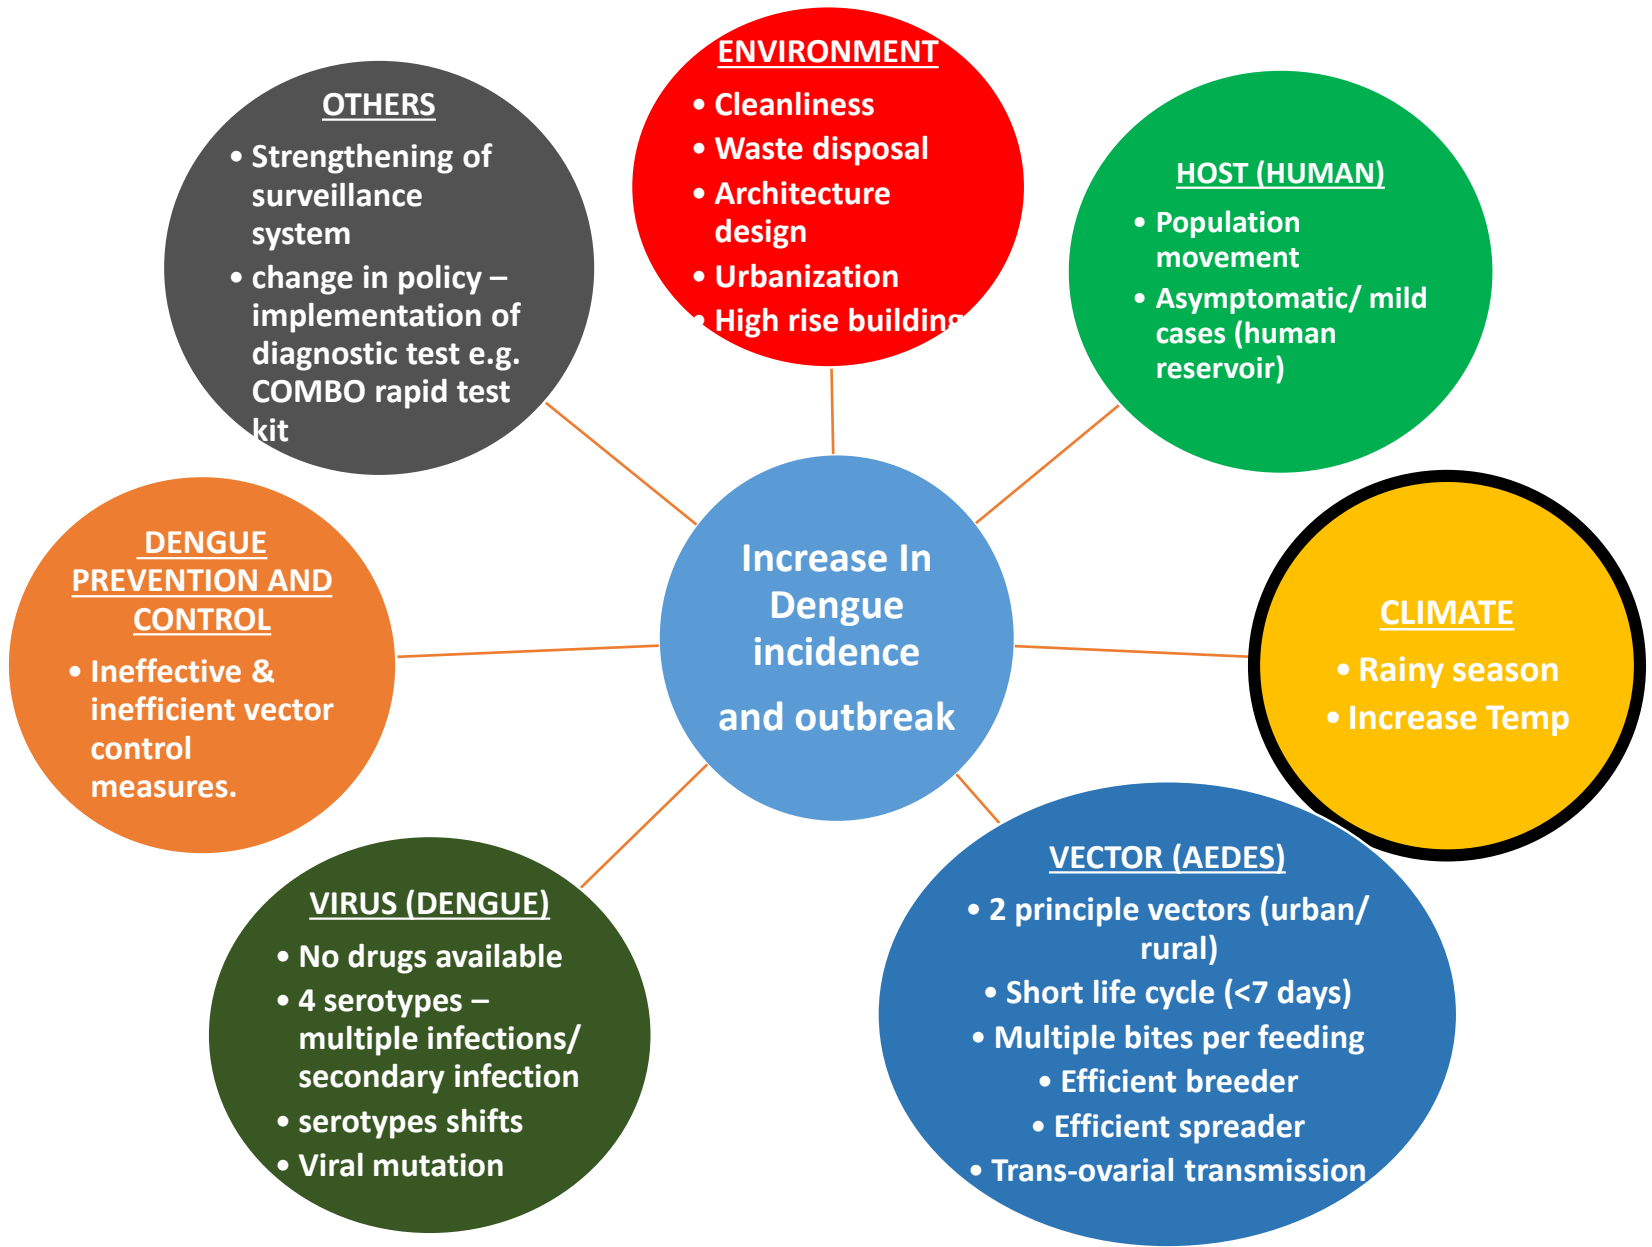 ENVIRONMENT
• Cleanliness
• Waste disposal
• Architecture
design
• Urbanization
• High rise building
OTHERS
• Strengthening of
surveillance
system
• change in policy –
implementation of
diagnostic test e.g.
COMBO rapid test
kit
HOST (HUMAN)
• Population
movement
• Asymptomatic/ mild
cases (human
reservoir)
Increase In
Dengue
incidence
and outbreak
DENGUE
PREVENTION AND
CONTROL
• Ineffective &
inefficient vector
control
measures.
CLIMATE
• Rainy season
• Increase Temp
VIRUS (DENGUE)
• No drugs available
• 4 serotypes –
multiple infections/
secondary infection
• serotypes shifts
• Viral mutation
VECTOR (AEDES)
• 2 principle vectors (urban/
rural)
• Short life cycle (<7 days)
• Multiple bites per feeding
• Efficient breeder
• Efficient spreader
• Trans-ovarial transmission